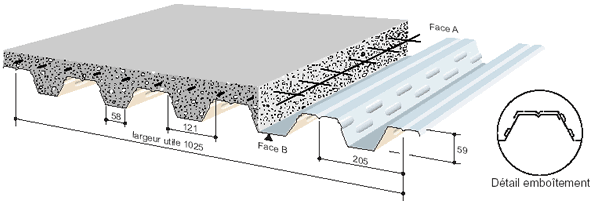 Face A
58
121
largeur utile 1025
Face B
205
59
Détail emboîtement